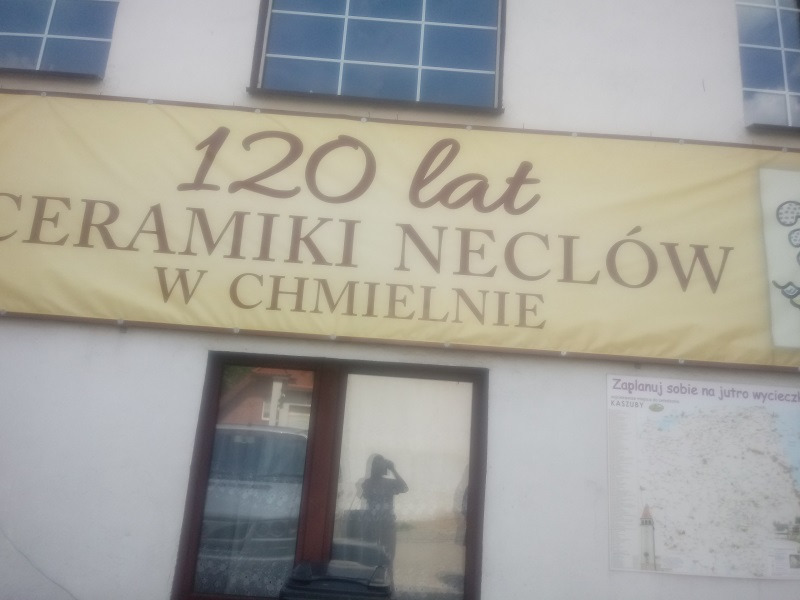 120 lat
CERAMIKI NECLÓW
W CHMIELNIE
Zaplanuj sobie na jutro wycieczk
KASZUBY